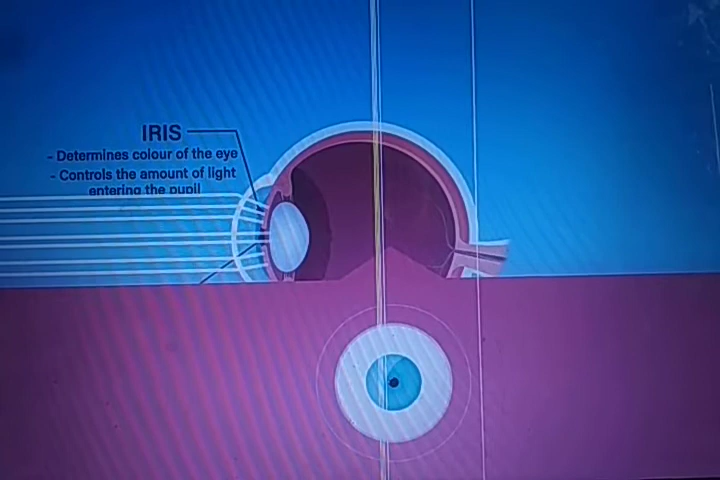 IRIS
- Determines colour of the eye
- Controls the amount of light
entering the pupil